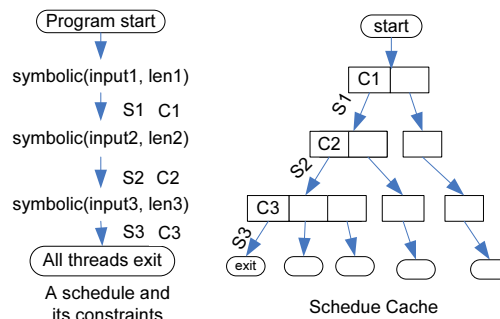 Program start
symbolic(input1, len1)
S1 C1
symbolic(input2, len2)
S2 C2
symbolic(input3, len3)
S3 C3
All threads exit
A schedule and
its constraints
start
C1
S1
C2
S2
C3
S3
exit
Schedue Cache